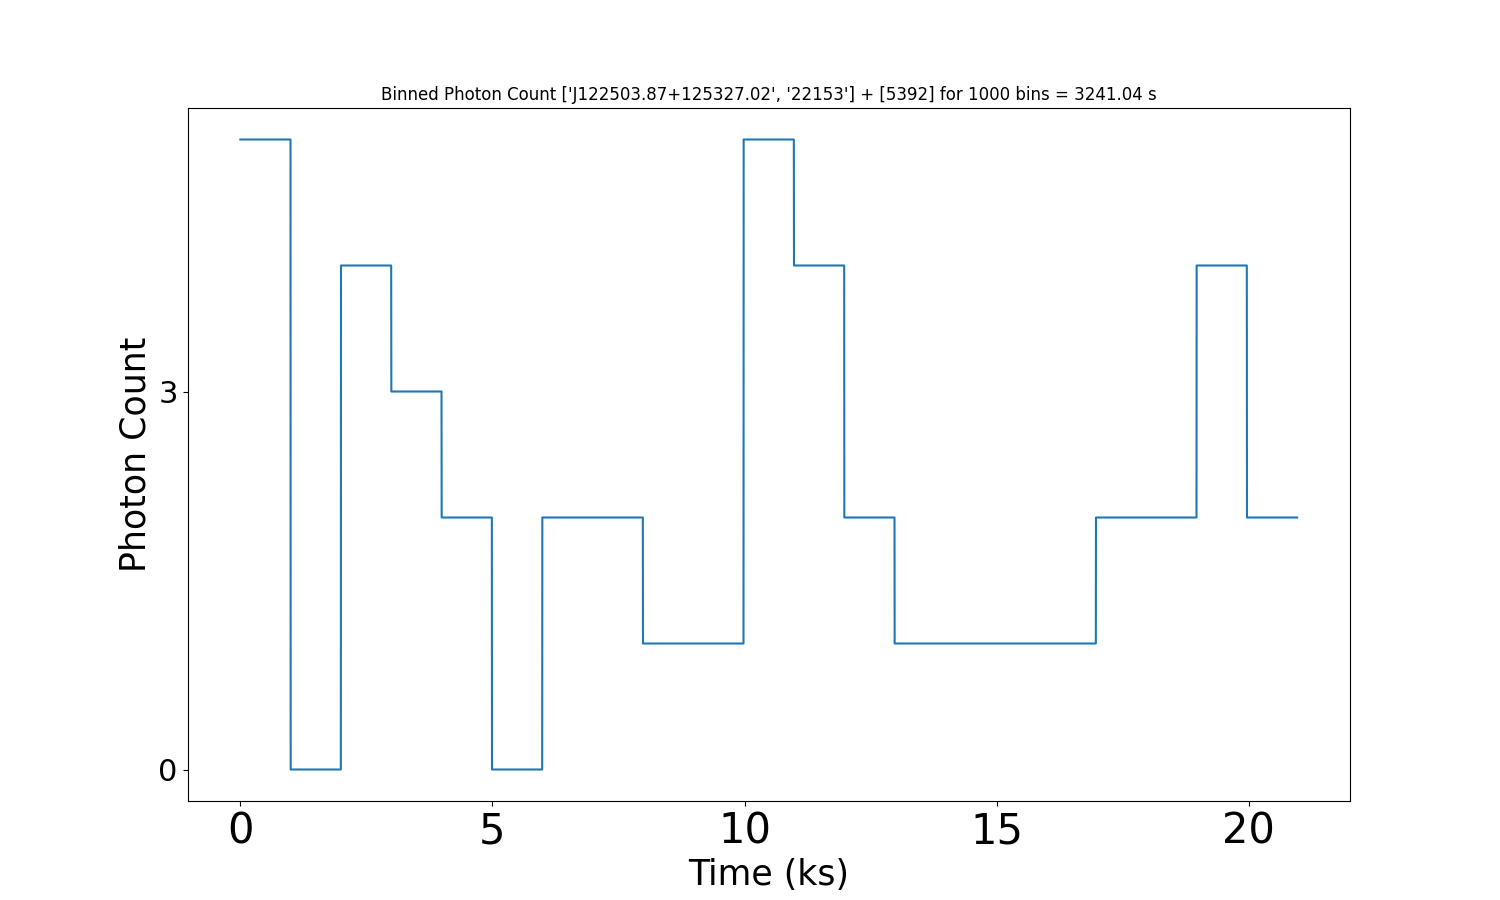 Binned Photon Count ['J122503.87+125327.02', '22153'] + [5392] for 1000 bins = 3241.04 s
Photon Count
3
0
0 5 10 15 20
Time (ks)